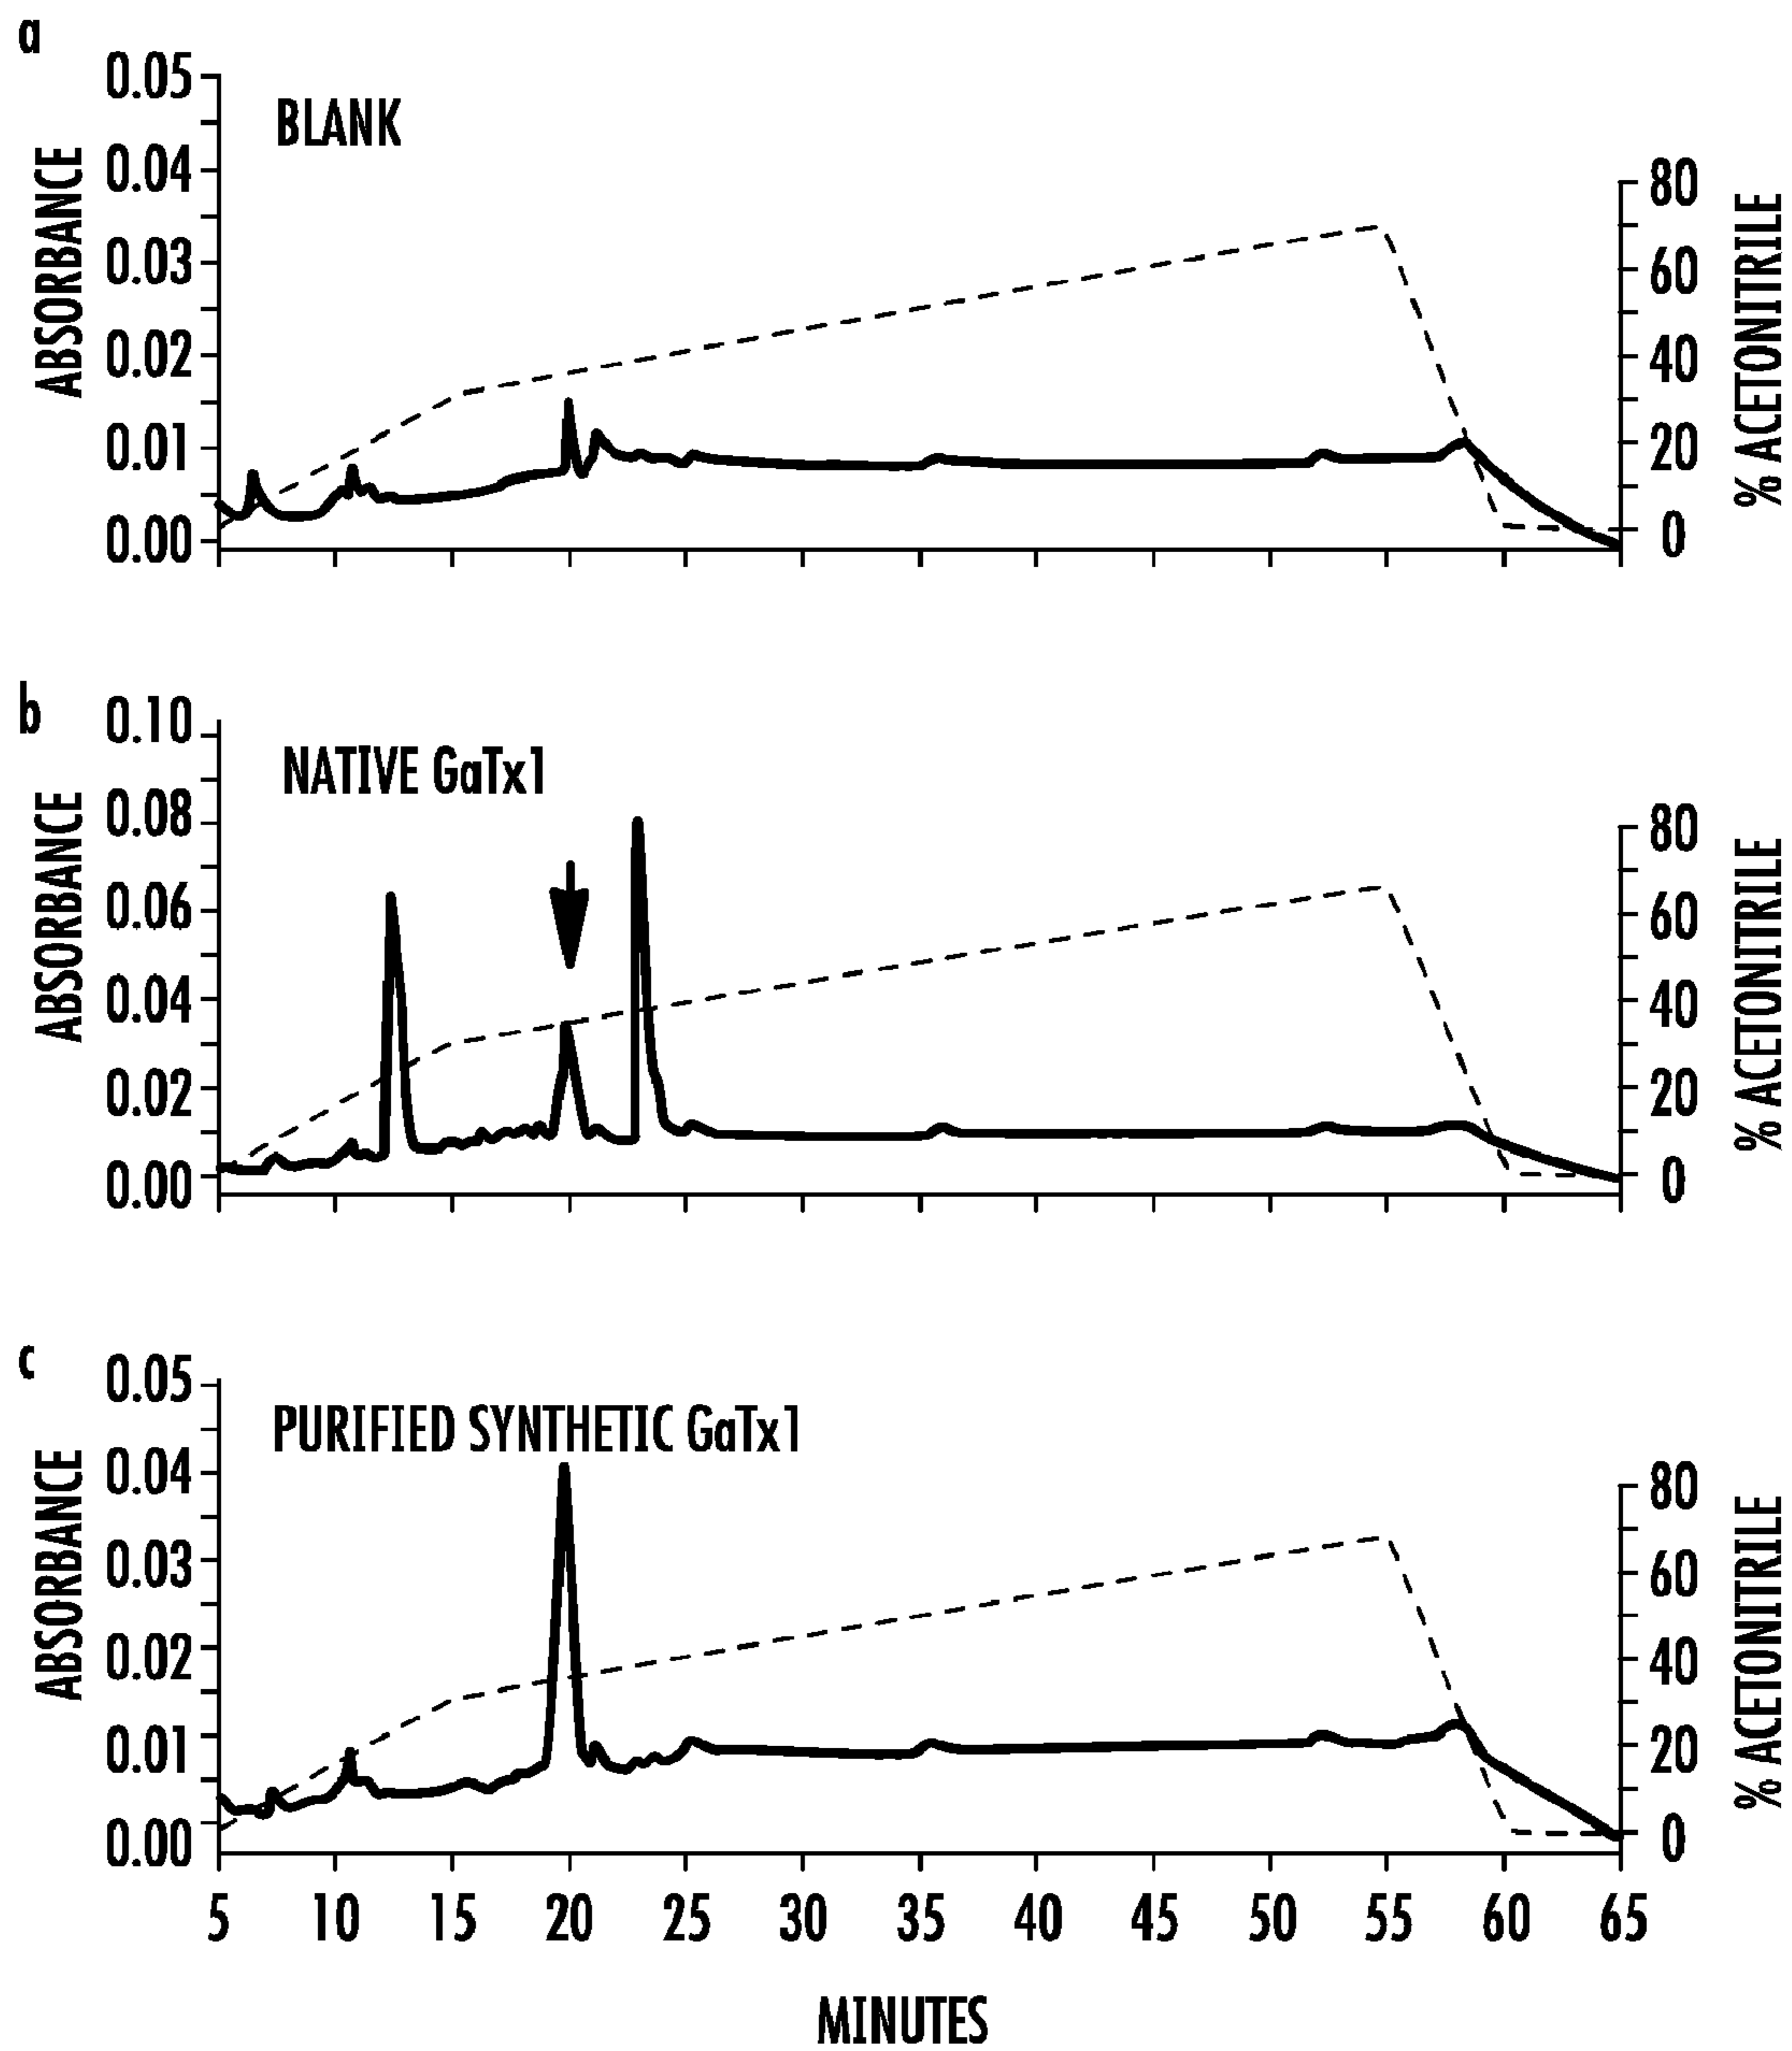 a
0.05
0.04
0.03
0.02
0.01
0.00
ABSORBANCE
BLANK
80
60
40
20
0
% ACETONITRILE
b
0.10
0.08
0.06
0.04
0.02
0.00
ABSORBANCE
NATIVE GaTx1
80
60
40
20
0
% ACETONITRILE
c
0.05
0.04
0.03
0.02
0.01
0.00
ABSORBANCE
PURIFIED SYNTHETIC GaTx1
80
60
40
20
0
% ACETONITRILE
5 10 15 20 25 30 35 40 45 50 55 60 65
MINUTES